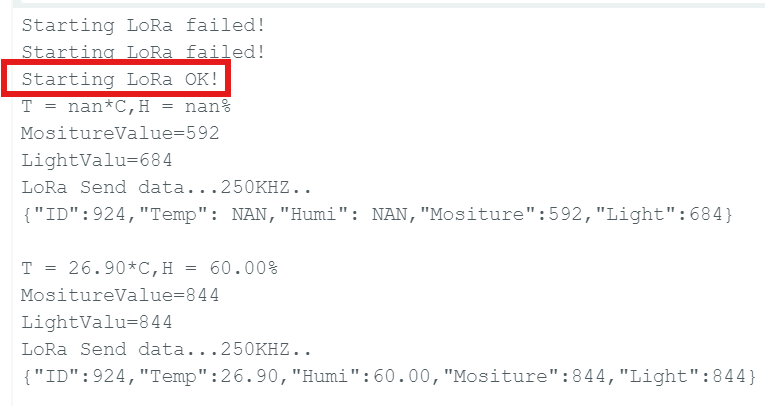 Starting LoRa failed!
Starting LoRa failed!
Starting LoRa OK!
T = nan*C,H = nan%
MositureValue=592
LightValu=684
LoRa Send data...250KHZ..
{"ID":924,"Temp": NAN,"Humi": NAN,"Mositure":592,"Light":684}
T = 26.90*C,H = 60.00%
MositureValue=844
LightValu=844
LoRa Send data...250KHZ..
{"ID":924,"Temp":26.90,"Humi":60.00,"Mositure":844,"Light":844}